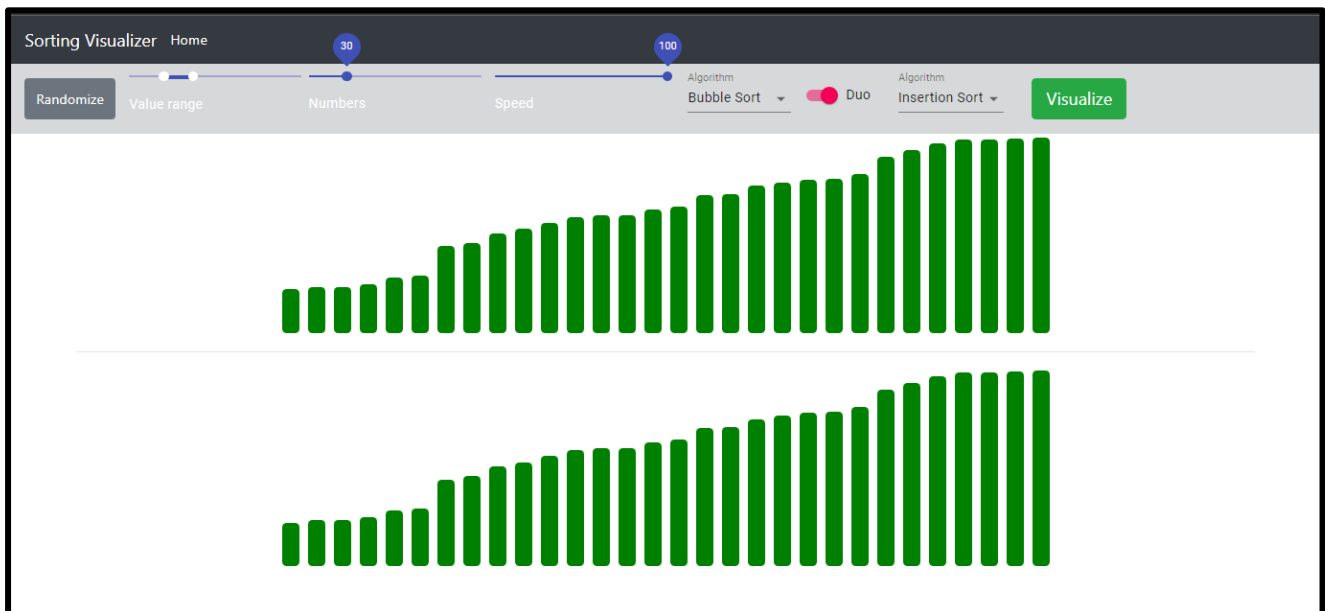 Sorting Visualizer Home
30
100
Randomize
Value range
Numbers
Speed
Algorithm
Bubble Sort
Duo
Algorithm
Insertion Sort
Visualize